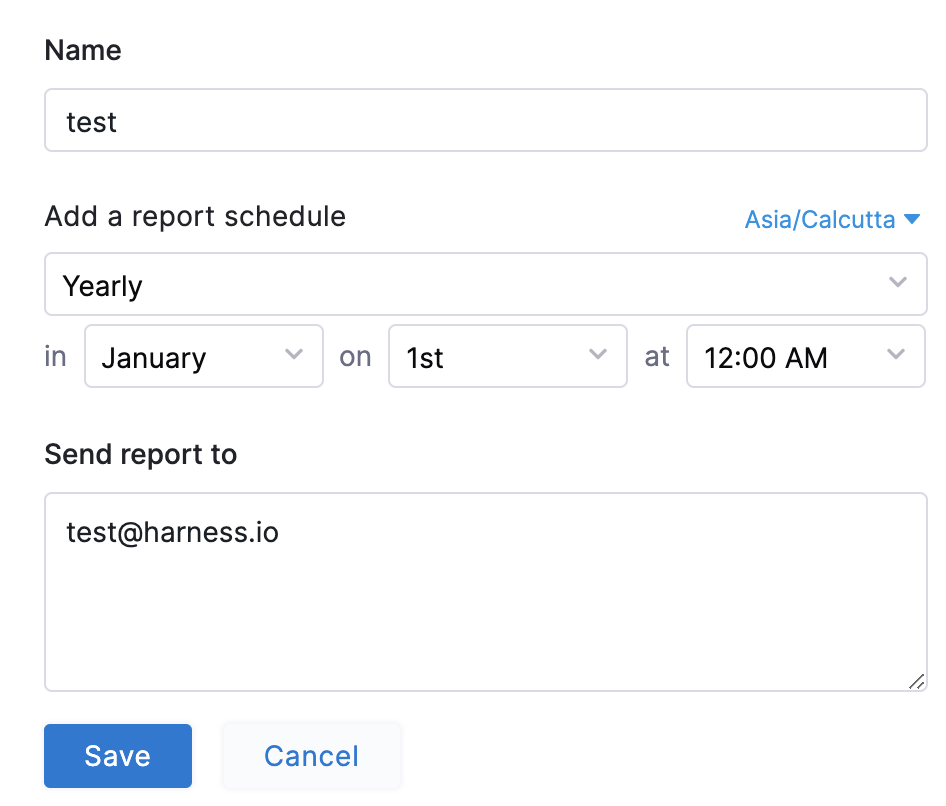 Name
test
Add a report schedule Asia/Calcutta
Yearly
in January on 1st at 12:00 AM
Send report to
test@harness.io
Save Cancel